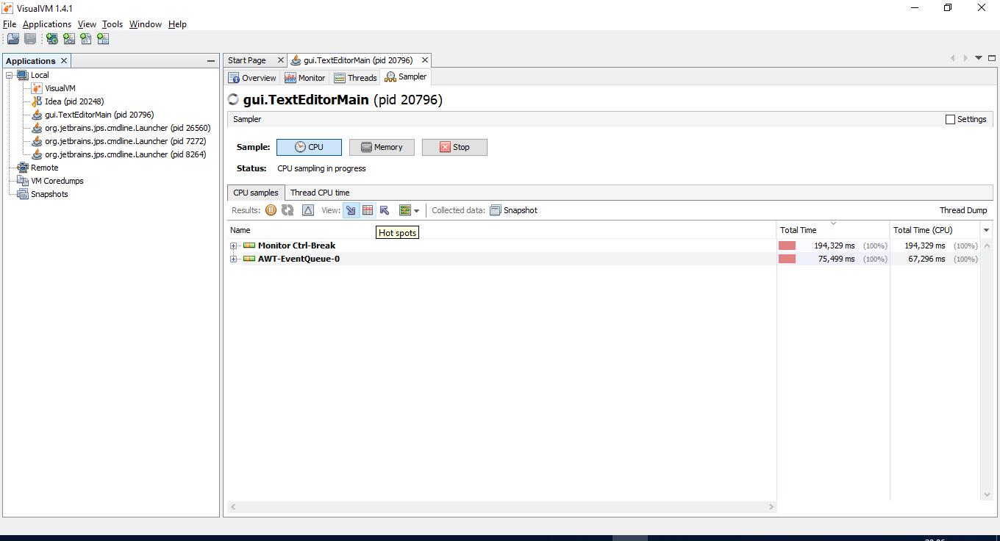 VisualVM 1.4.1
File Applications View Tools Window Help
Applications
Local
VisualVM
Idea (pid 20248)
gui.TextEditorMain (pid 20796)
org.jetbrains.jps.cmdline.Launcher (pid 26560)
org.jetbrains.jps.cmdline.Launcher (pid 7272)
org.jetbrains.jps.cmdline.Launcher (pid 8264)
Remote
VM Coredumps
Snapshots
Start Page gui.TextEditorMain (pid 20796)
Overview Monitor Threads Sampler
gui.TextEditorMain (pid 20796)
Sampler Settings
Sample: CPU Memory Stop
Status: CPU sampling in progress
CPU samples Thread CPU time
Results: View: Collected data: Snapshot Thread Dump
Hot spots
Name Total Time Total Time (CPU)
Monitor Ctrl-Break 194,329 ms (100%) 194,329 ms (100%)
AWT-EventQueue-0 75,499 ms (100%) 67,296 ms (100%)